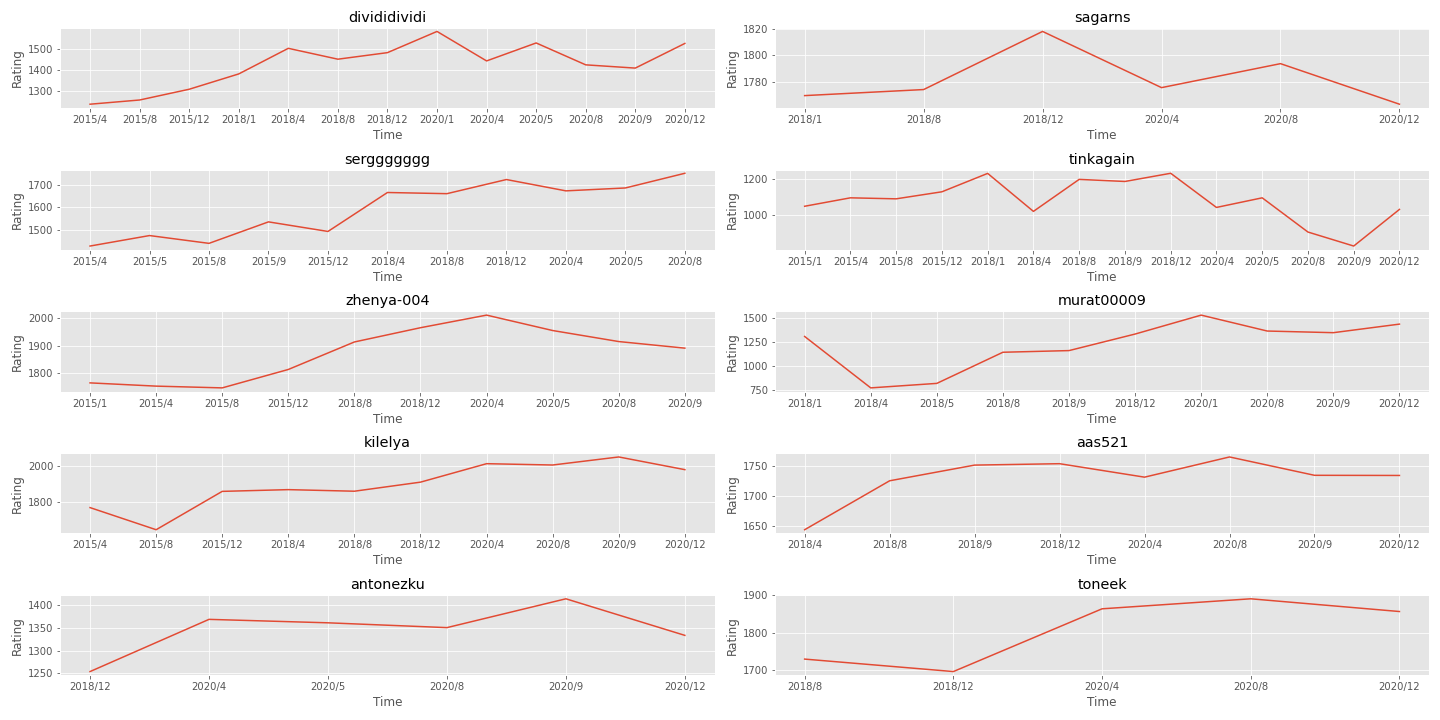 divididividi
Rating
1500
1400
1300
2015/4 2015/8 2015/12 2018/1 2018/4 2018/8 2018/12 2020/1 2020/4 2020/5 2020/8 2020/9 2020/12
Time
sagarns
Rating
1820
1800
1780
2018/1 2018/8 2018/12 2020/4 2020/8 2020/12
Time
serggggggg
Rating
1700
1600
1500
2015/4 2015/5 2015/8 2015/9 2015/12 2018/4 2018/8 2018/12 2020/4 2020/5 2020/8
Time
tinkagain
Rating
1200
1000
2015/1 2015/4 2015/8 2015/12 2018/1 2018/4 2018/8 2018/9 2018/12 2020/4 2020/5 2020/8 2020/9 2020/12
Time
zhenya-004
Rating
2000
1900
1800
2015/1 2015/4 2015/8 2015/12 2018/8 2018/12 2020/4 2020/5 2020/8 2020/9
Time
murat00009
Rating
1500
1250
1000
750
2018/1 2018/4 2018/5 2018/8 2018/9 2018/12 2020/1 2020/8 2020/9 2020/12
Time
kilelya
Rating
2000
1800
2015/4 2015/8 2015/12 2018/4 2018/8 2018/12 2020/4 2020/8 2020/9 2020/12
Time
aas521
Rating
1750
1700
1650
2018/4 2018/8 2018/9 2018/12 2020/4 2020/8 2020/9 2020/12
Time
antonezku
Rating
1400
1350
1300
1250
2018/12 2020/4 2020/5 2020/8 2020/9 2020/12
Time
toneek
Rating
1900
1800
1700
2018/8 2018/12 2020/4 2020/8 2020/12
Time